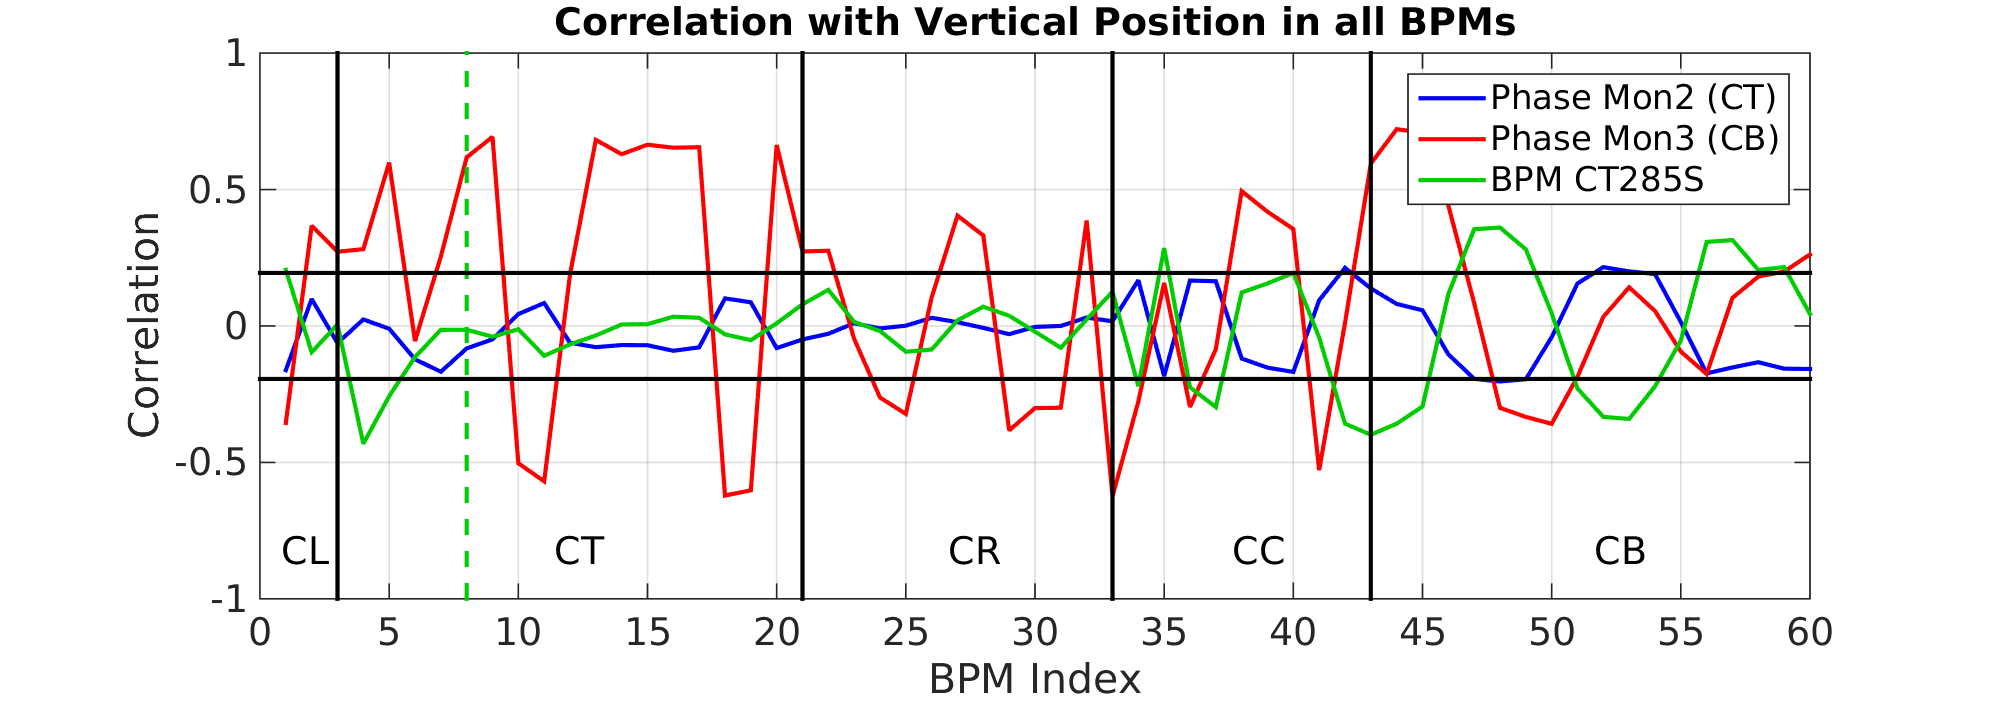 Correlation with Vertical Position in all BPMs
1
0.5
0
-0.5
-1
Correlation
Phase Mon2 (CT)
Phase Mon3 (CB)
BPM CT285S
CL CT CR CC CB
0 5 10 15 20 25 30 35 40 45 50 55 60
BPM Index